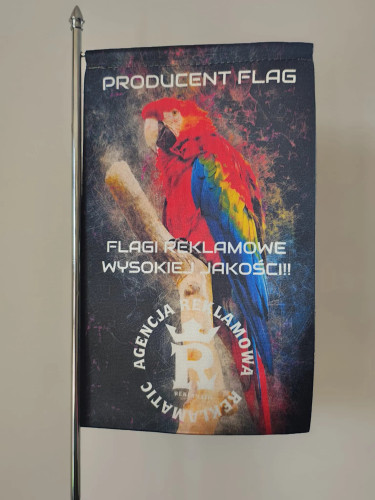 PRODUCENT FLAG
FLAGI REKLAMOWE
WYSOKIEJ JAKOŚCI!!
AGENCJA REKLAMOWA
R
REKLAMATIC